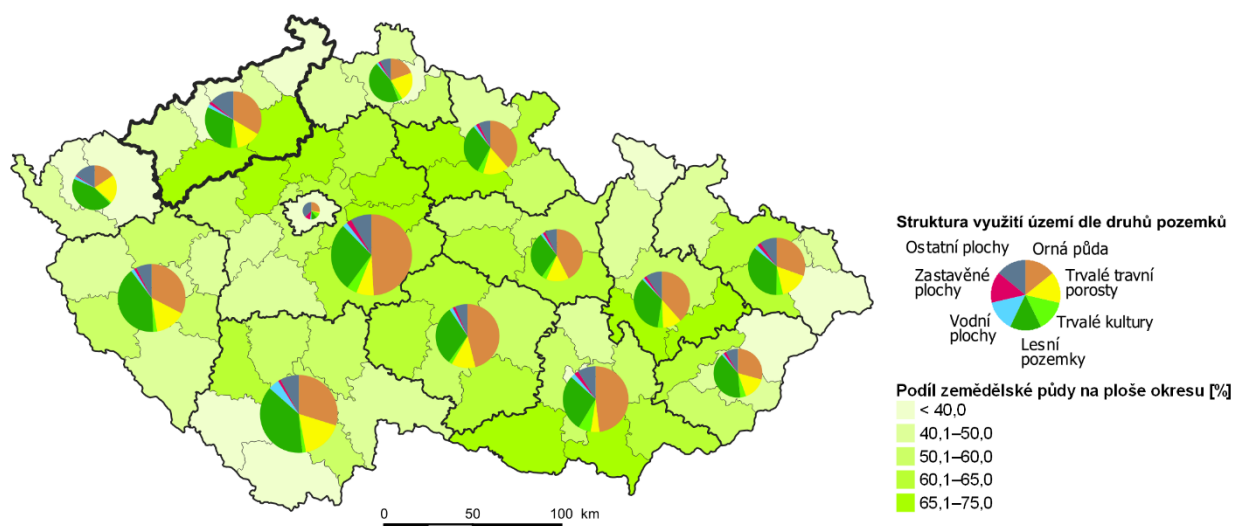 Struktura využití území dle druhů pozemků
Ostatní plochy
Orná půda
Zastavěné
plochy
Trvalé travní
porosty
Vodní
plochy
Trvalé kultury
Lesní
pozemky
Podíl zemědělské půdy na ploše okresu [%]
< 40,0
40,1–50,0
50,1–60,0
60,1–65,0
65,1–75,0
0 50 100 km